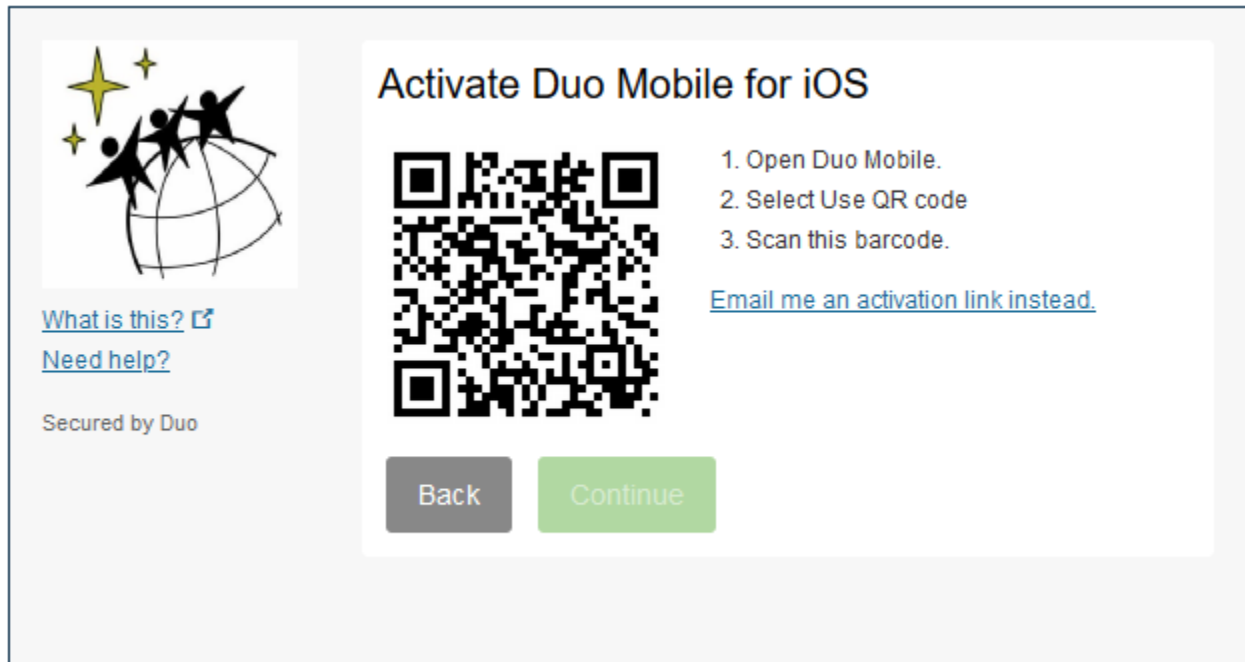 Activate Duo Mobile for iOS
1. Open Duo Mobile.
2. Select Use QR code
3. Scan this barcode.
Email me an activation link instead.
What is this?
Need help?
Secured by Duo
Back
Continue